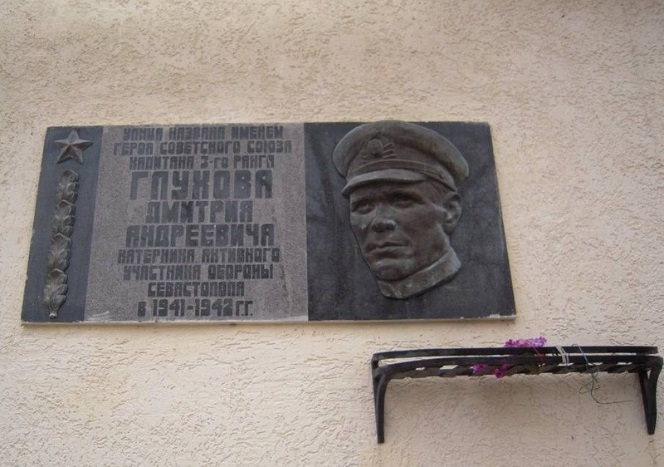 УЛИЦА НАЗВАНА ИМЕНЕМ
ГЕРОЯ СОВЕТСКОГО СОЮЗА
КАПИТАНА 3-го РАНГА
ГЛУХОВА
ДМИТРИЯ
АНДРЕЕВИЧА
КАТЕРНИКА АКТИВНОГО
УЧАСТНИКА ОБОРОНЫ
СЕВАСТОПОЛЯ
в 1941-1942 ГГ.